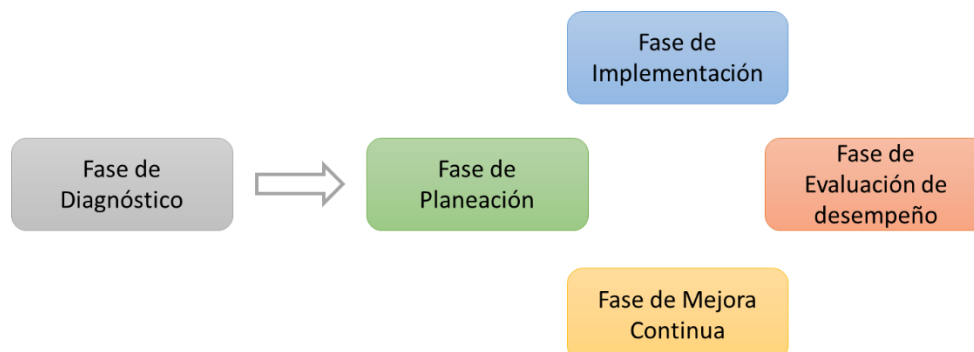 Fase de
Implementación
Fase de
Diagnóstico
Fase de
Planeación
Fase de
Evaluación de
desempeño
Fase de Mejora
Continua